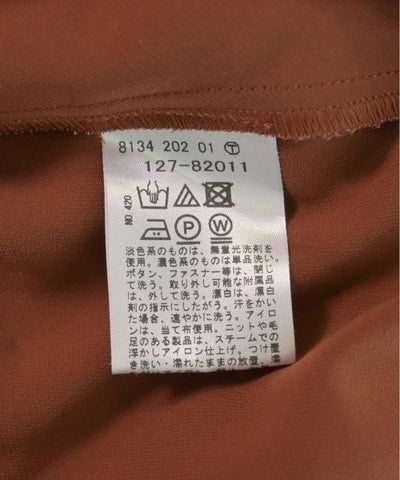 8134 202 01 Ⓣ
127-82011
NO. 420
P W
淡色系のものは、無蛍光洗剤を
使用。濃色系のものは単品洗い。
ボタン、ファスナー等は、閉じ
て洗う。取り外し可能な付属品
は、外して洗う。漂白は、漂白
剤の指示にしたがう。汗をかい
た場合、速やかに洗う。アイロ
ンは、当て布使用。ニットや毛
足のある製品は、スチームでの
浮かしアイロン仕上げ。つけ置
き洗い・濡れたままの放置、濡